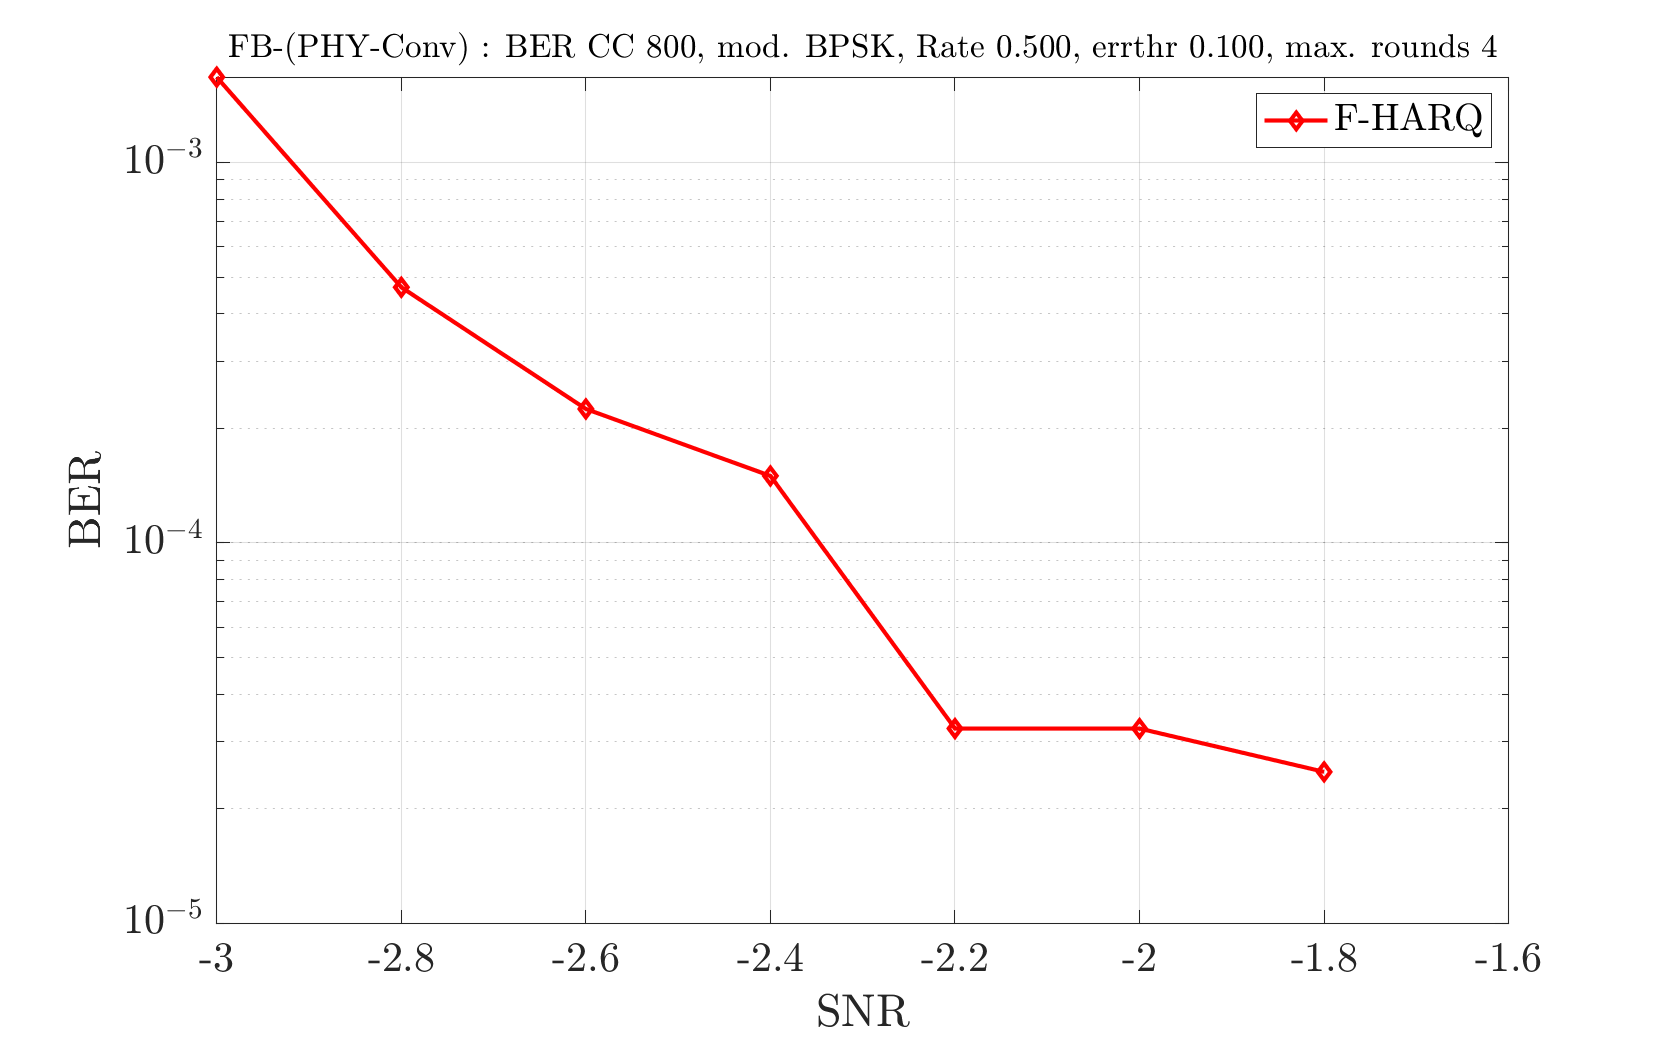 FB-(PHY-Conv) : BER CC 800, mod. BPSK, Rate 0.500, errthr 0.100, max. rounds 4
F-HARQ
10^{-3}
10^{-4}
10^{-5}
BER
-3 -2.8 -2.6 -2.4 -2.2 -2 -1.8 -1.6
SNR